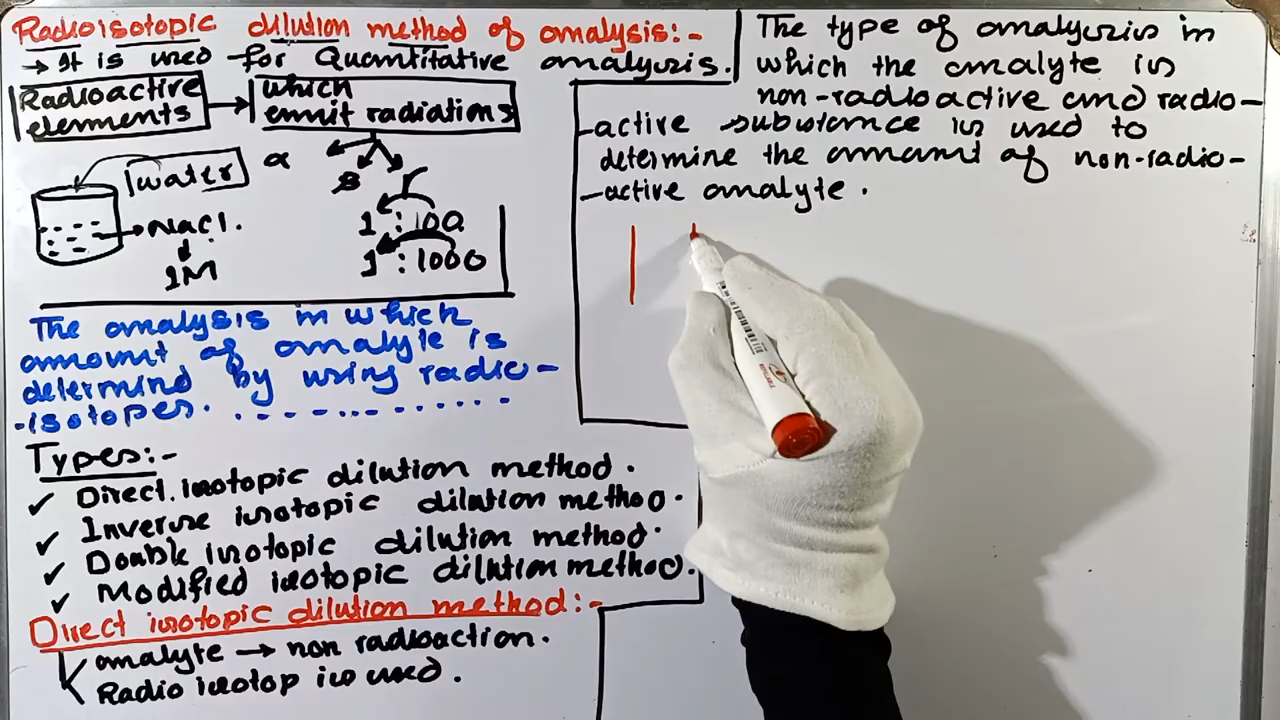 Radioisotopic dilution method of analysis:-
→ It is used for Quantitative analysis.
Radioactive elements → which emmit radiations
α
β
γ
water
NaCl.
1M
1 : 100
1 : 1000
The analysis in which
amount of analyte is
determind by using radio-
-isotopes. ..............
Types:-
✓ Direct. isotopic dilution method.
✓ Inverse isotopic dilution method.
✓ Double isotopic dilution method.
✓ Modified isotopic dilution method.
Direct isotopic dilution method:-
analyte → non radioaction.
Radio isotop is used.
The type of analysis in
which the analyte is
non-radioactive and radio-
-active substance is used to
determine the amount of non-radio-
-active analyte.